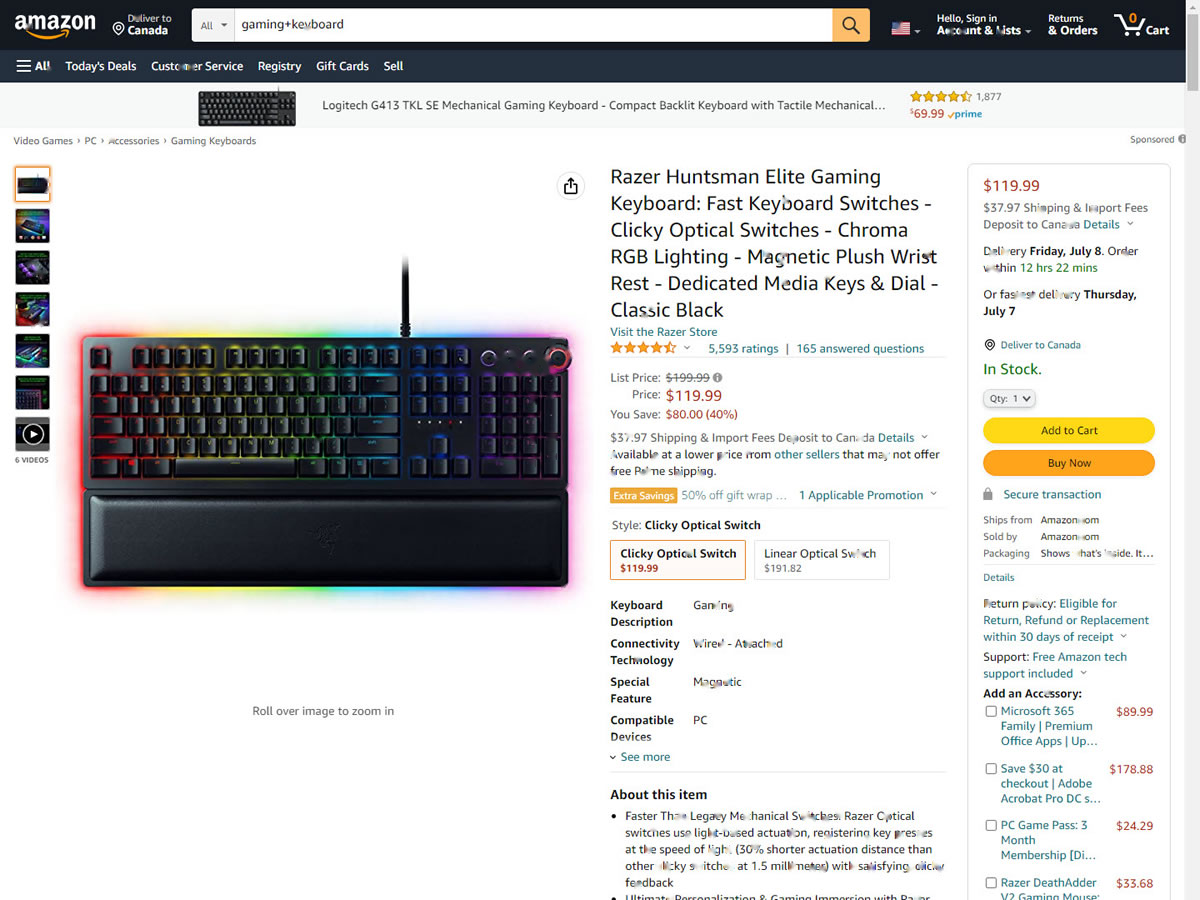 amazon
Deliver to
Canada
All
gaming+keyboard
Hello, Sign in
Account & Lists
Returns
& Orders
0
Cart
All
Today's Deals
Customer Service
Registry
Gift Cards
Sell
Logitech G413 TKL SE Mechanical Gaming Keyboard - Compact Backlit Keyboard with Tactile Mechanical...
1,877
$69.99 prime
Video Games › PC › Accessories › Gaming Keyboards
Sponsored
6 VIDEOS
Roll over image to zoom in
Razer Huntsman Elite Gaming
Keyboard: Fast Keyboard Switches -
Clicky Optical Switches - Chroma
RGB Lighting - Magnetic Plush Wrist
Rest - Dedicated Media Keys & Dial -
Classic Black
Visit the Razer Store
5,593 ratings | 165 answered questions
List Price: $199.99
Price: $119.99
You Save: $80.00 (40%)
$37.97 Shipping & Import Fees Deposit to Canada Details
Available at a lower price from other sellers that may not offer
free Prime shipping.
Extra Savings 50% off gift wrap ... 1 Applicable Promotion
Style: Clicky Optical Switch
Clicky Optical Switch
$119.99
Linear Optical Switch
$191.82
Keyboard
Description
Gaming
Connectivity
Technology
Wired - Attached
Special
Feature
Magnetic
Compatible
Devices
PC
See more
About this item
• Faster Than Legacy Mechanical Switches: Razer Optical
switches use light-based actuation, registering key presses
at the speed of light (30% shorter actuation distance than
other clicky switches at 1.5 millimeters) with satisfying, clicky
feedback
• Ultimate Personalization & Gaming Immersion with Razer
$119.99
$37.97 Shipping & Import Fees
Deposit to Canada Details
Delivery Friday, July 8. Order
within 12 hrs 22 mins
Or fastest delivery Thursday,
July 7
Deliver to Canada
In Stock.
Qty: 1
Add to Cart
Buy Now
Secure transaction
Ships from Amazon.com
Sold by Amazon.com
Packaging Shows what's inside. It...
Details
Return policy: Eligible for
Return, Refund or Replacement
within 30 days of receipt
Support: Free Amazon tech
support included
Add an Accessory:
Microsoft 365
Family | Premium
Office Apps | Up...
$89.99
Save $30 at
checkout | Adobe
Acrobat Pro DC s...
$178.88
PC Game Pass: 3
Month
Membership [Di...
$24.29
Razer DeathAdder
V2 Gaming Mouse:
$33.68